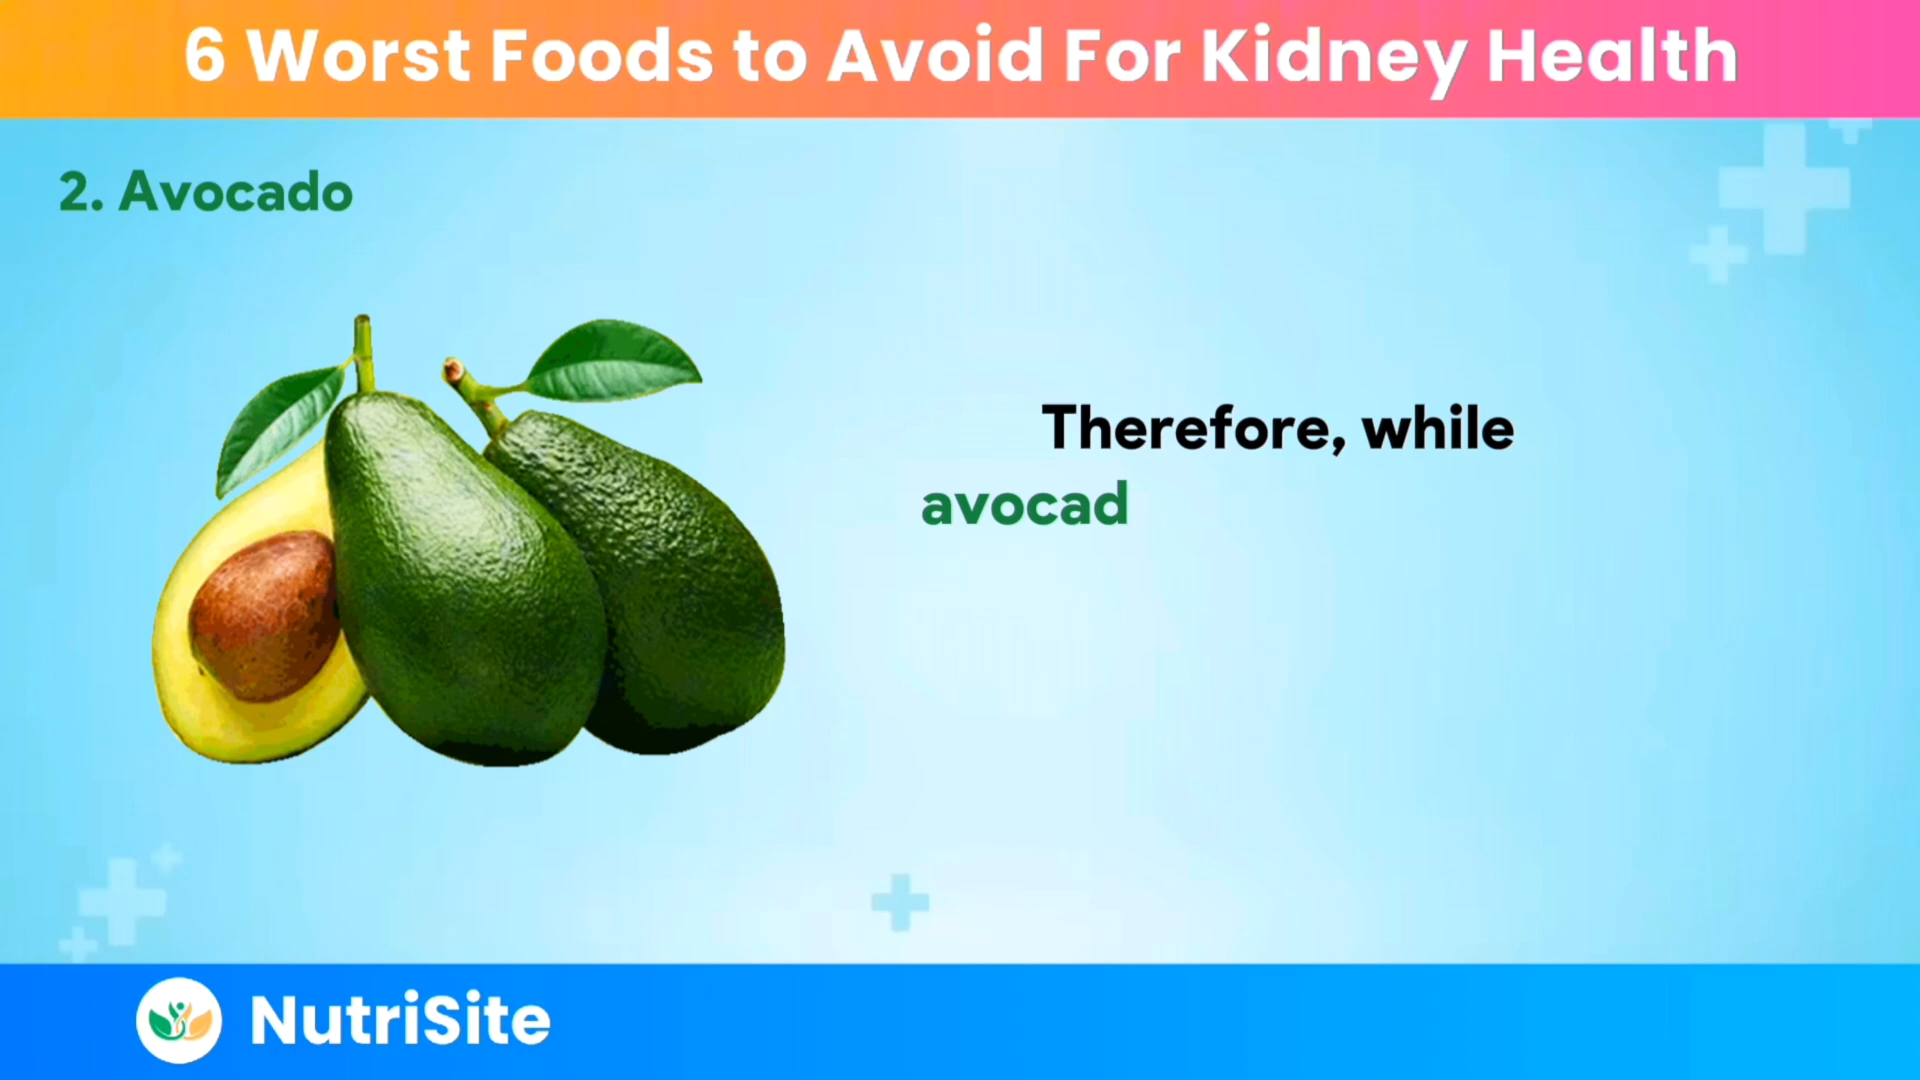 6 Worst Foods to Avoid For Kidney Health
2. Avocado
Therefore, while
avocad
NutriSite